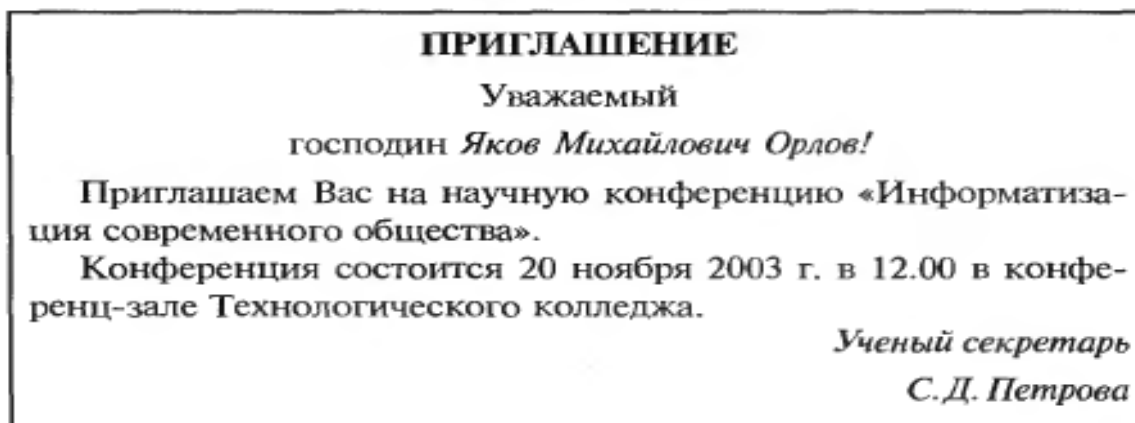 ПРИГЛАШЕНИЕ
Уважаемый
господин Яков Михайлович Орлов!
Приглашаем Вас на научную конференцию «Информатиза-
ция современного общества».
Конференция состоится 20 ноября 2003 г. в 12.00 в конфе-
ренц-зале Технологического колледжа.
Ученый секретарь
С.Д. Петрова